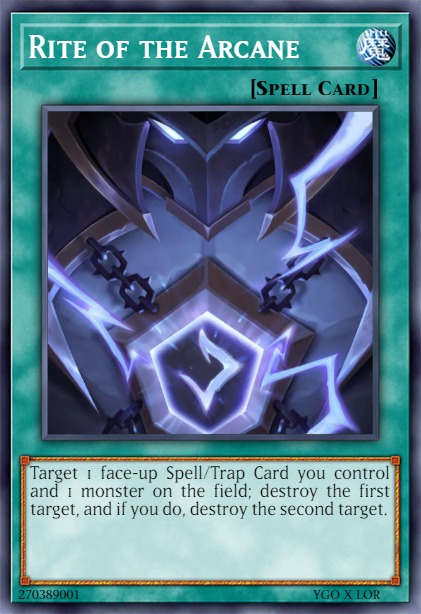 Rite of the Arcane
魔
[Spell Card]
Target 1 face-up Spell/Trap Card you control
and 1 monster on the field; destroy the first
target, and if you do, destroy the second target.
270389001
YGO X LOR